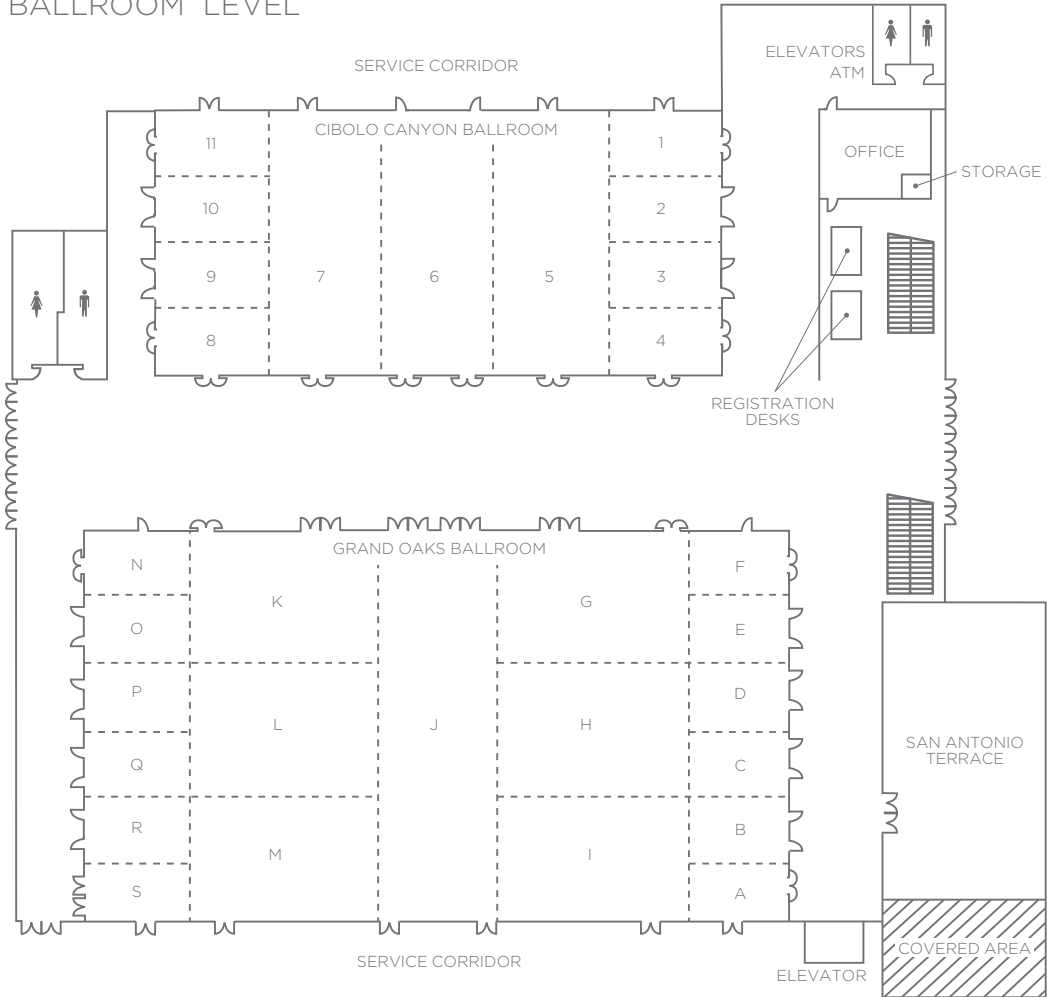 BALLROOM LEVEL
SERVICE CORRIDOR
ELEVATORS
ATM
CIBOLO CANYON BALLROOM
11
1
OFFICE
STORAGE
10
2
9
7
6
5
3
8
4
REGISTRATION
DESKS
GRAND OAKS BALLROOM
N
F
K
G
O
E
P
D
L
J
H
SAN ANTONIO
TERRACE
Q
C
R
B
M
I
S
A
COVERED AREA
SERVICE CORRIDOR
ELEVATOR